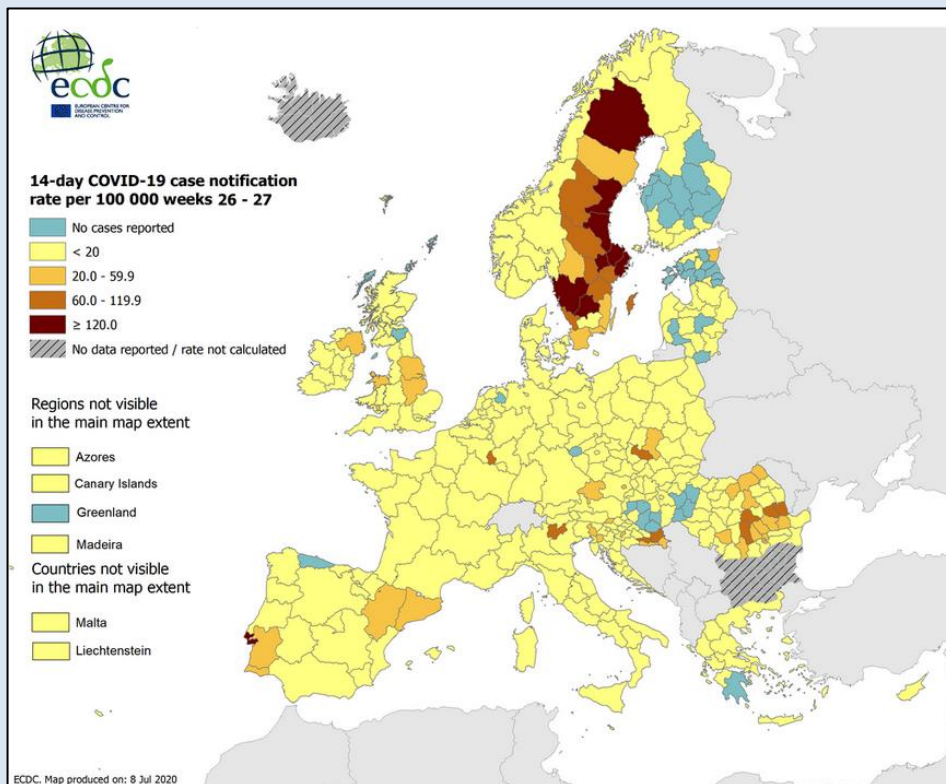 ecdc
EUROPEAN CENTRE FOR
DISEASE PREVENTION
AND CONTROL
14-day COVID-19 case notification
rate per 100 000 weeks 26 - 27
No cases reported
< 20
20.0 - 59.9
60.0 - 119.9
≥ 120.0
No data reported / rate not calculated
Regions not visible
in the main map extent
Azores
Canary Islands
Greenland
Madeira
Countries not visible
in the main map extent
Malta
Liechtenstein
ECDC. Map produced on: 8 Jul 2020